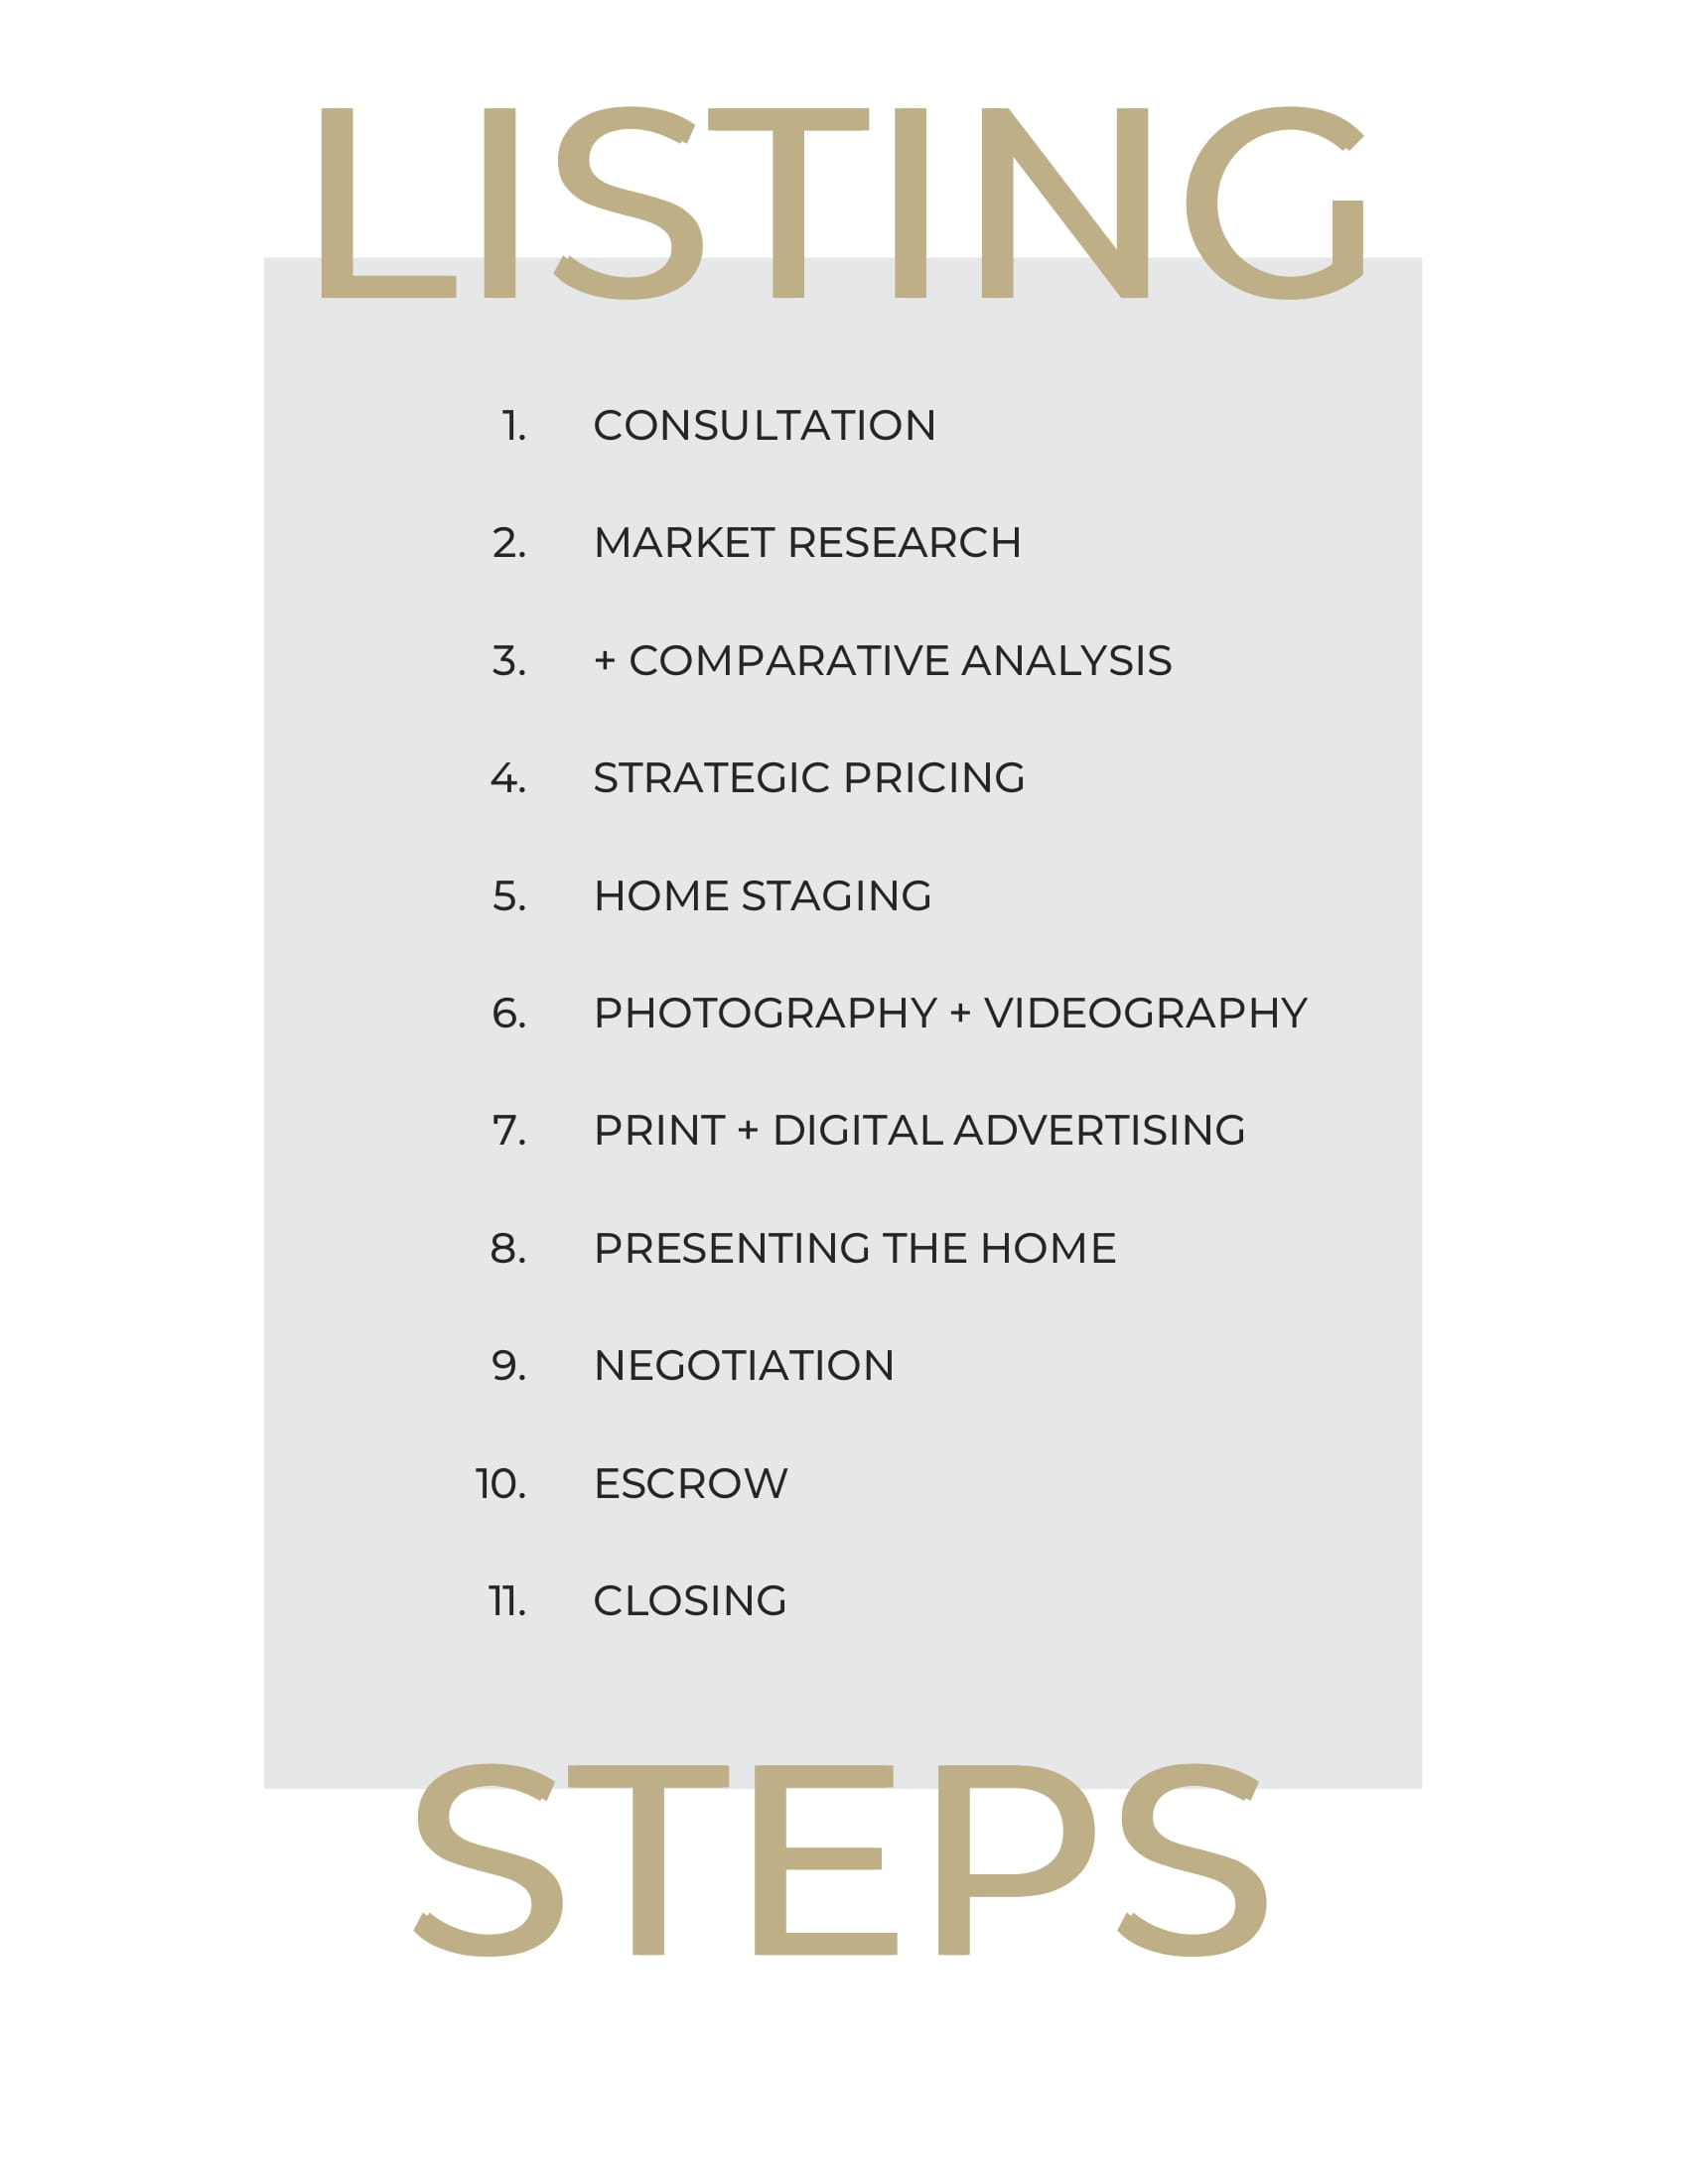 LISTING
1. CONSULTATION
2. MARKET RESEARCH
3. + COMPARATIVE ANALYSIS
4. STRATEGIC PRICING
5. HOME STAGING
6. PHOTOGRAPHY + VIDEOGRAPHY
7. PRINT + DIGITAL ADVERTISING
8. PRESENTING THE HOME
9. NEGOTIATION
10. ESCROW
11. CLOSING
STEPS